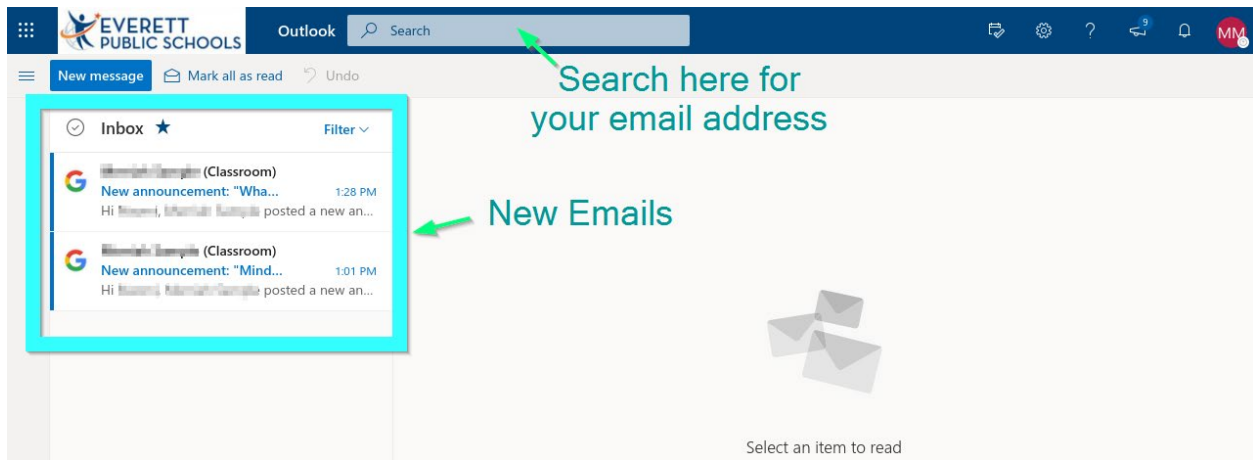 EVERETT
PUBLIC SCHOOLS
Outlook
Search
9
MM
New message
Mark all as read
Undo
Search here for
your email address
Inbox
Filter
(Classroom)
New announcement: "Wha...
1:28 PM
Hi posted a new an...
New Emails
(Classroom)
New announcement: "Mind...
1:01 PM
Hi posted a new an...
Select an item to read